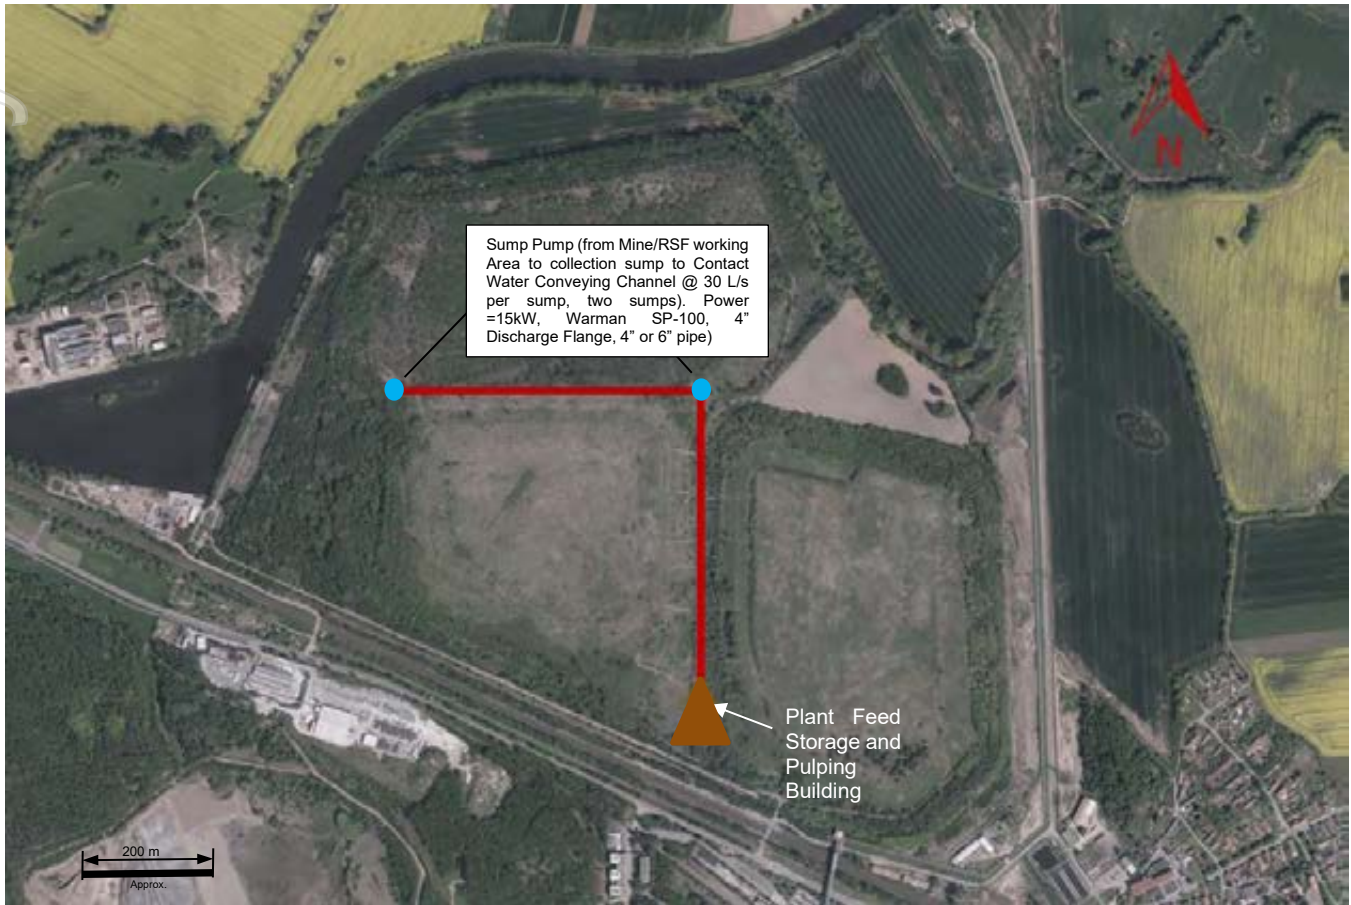 N
Sump Pump (from Mine/RSF working
Area to collection sump to Contact
Water Conveying Channel @ 30 L/s
per sump, two sumps). Power
=15kW, Warman SP-100, 4”
Discharge Flange, 4” or 6” pipe)
Plant Feed
Storage and
Pulping
Building
200 m
Approx.